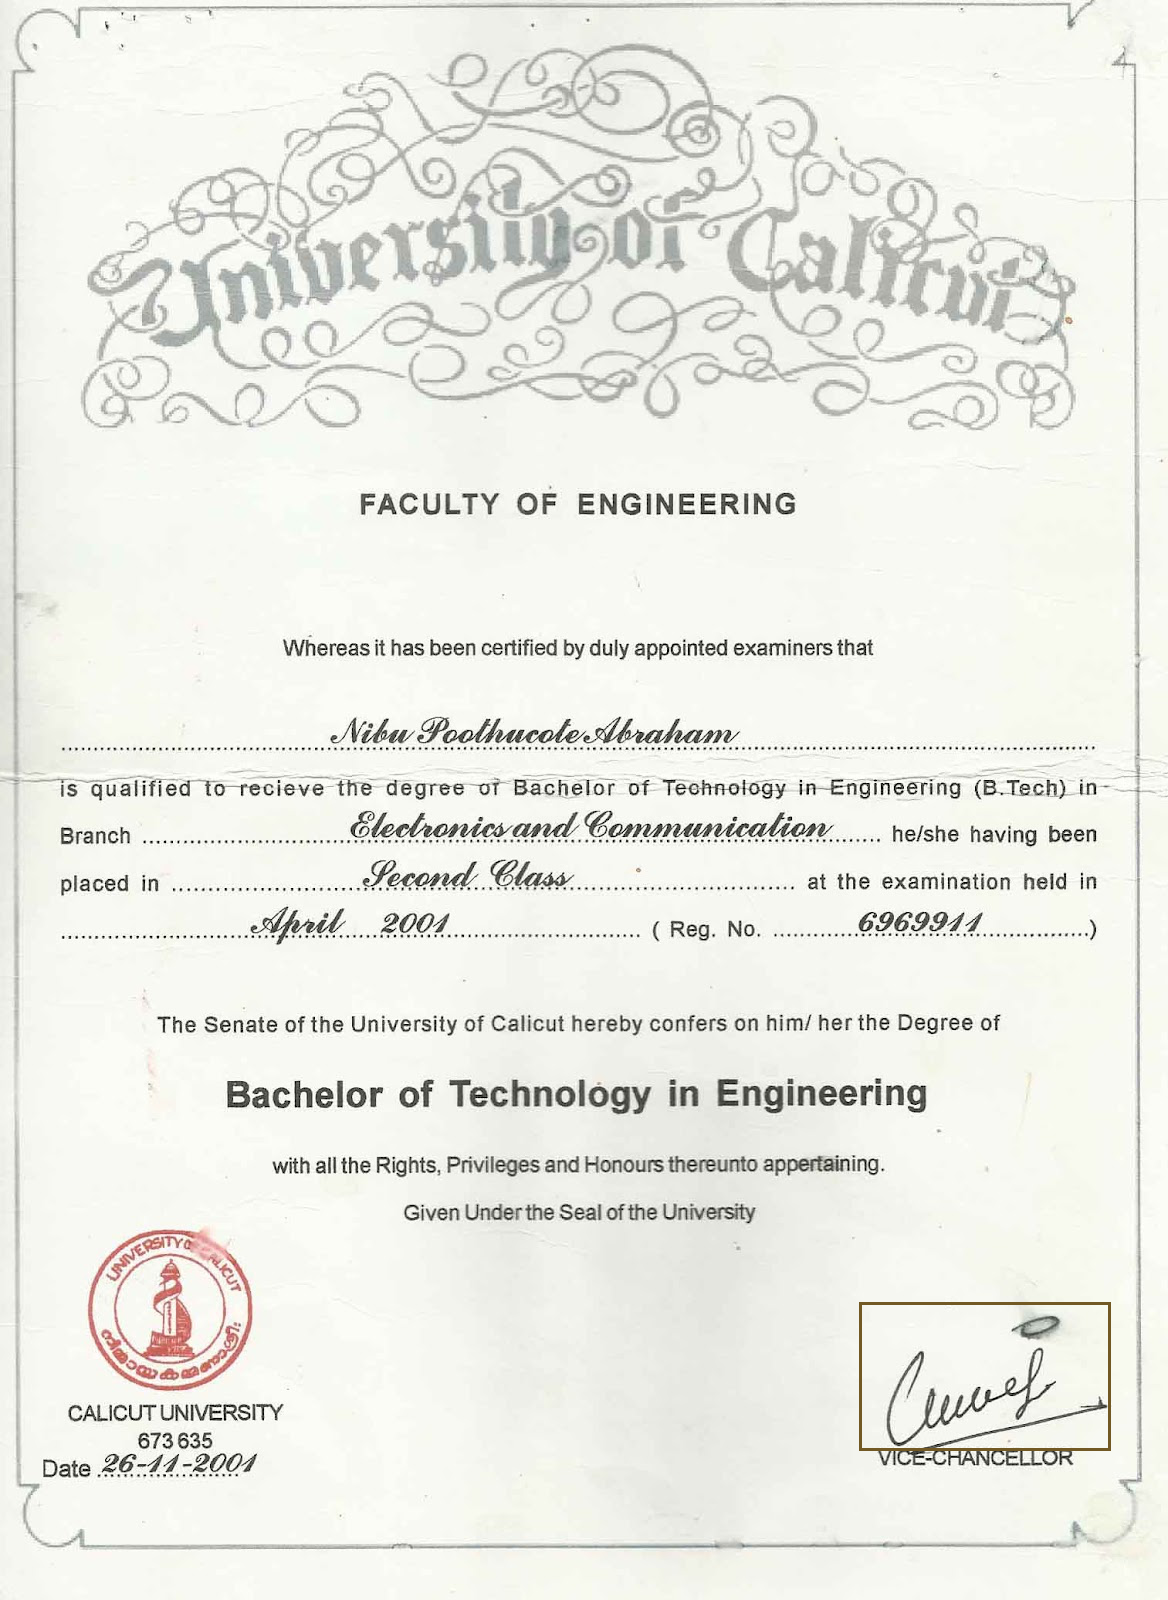 University of Calicut
FACULTY OF ENGINEERING
Whereas it has been certified by duly appointed examiners that
Nibu Poothucote Abraham
is qualified to recieve the degree of Bachelor of Technology in Engineering (B.Tech) in
Branch Electronics and Communication he/she having been
placed in Second Class at the examination held in
April 2001 ( Reg. No. 6969911 )
The Senate of the University of Calicut hereby confers on him/ her the Degree of
Bachelor of Technology in Engineering
with all the Rights, Privileges and Honours thereunto appertaining.
Given Under the Seal of the University
UNIVERSITY OF CALICUT
നിർമ്മായ കർമ്മണാ ശ്രീ:
CALICUT UNIVERSITY
673 635
Date 26-11-2001
VICE-CHANCELLOR